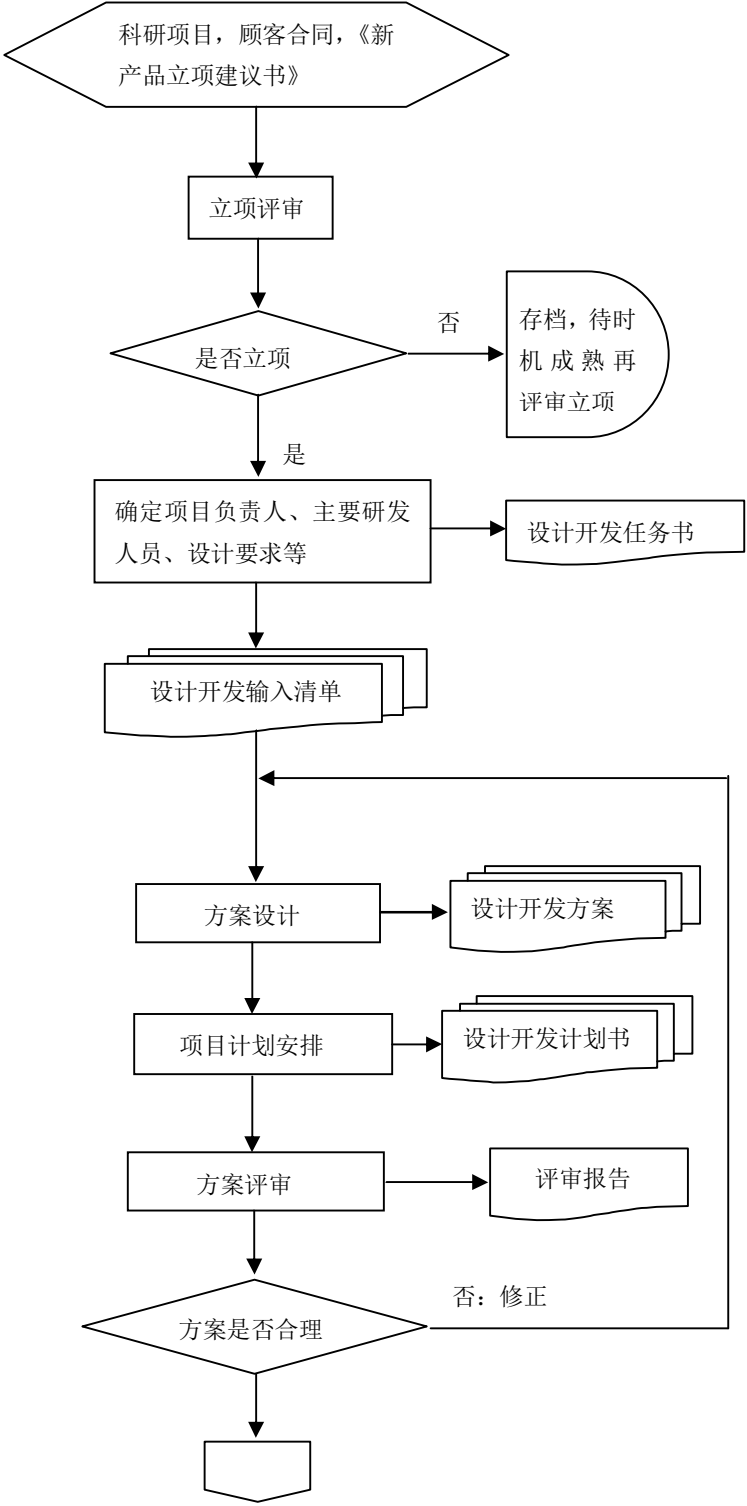 科研项目，顾客合同，《新
产品立项建议书》
立项评审
是否立项
否
存档，待时
机成熟再
评审立项
是
确定项目负责人、主要研发
人员、设计要求等
设计开发任务书
设计开发输入清单
方案设计
设计开发方案
项目计划安排
设计开发计划书
方案评审
评审报告
方案是否合理
否：修正